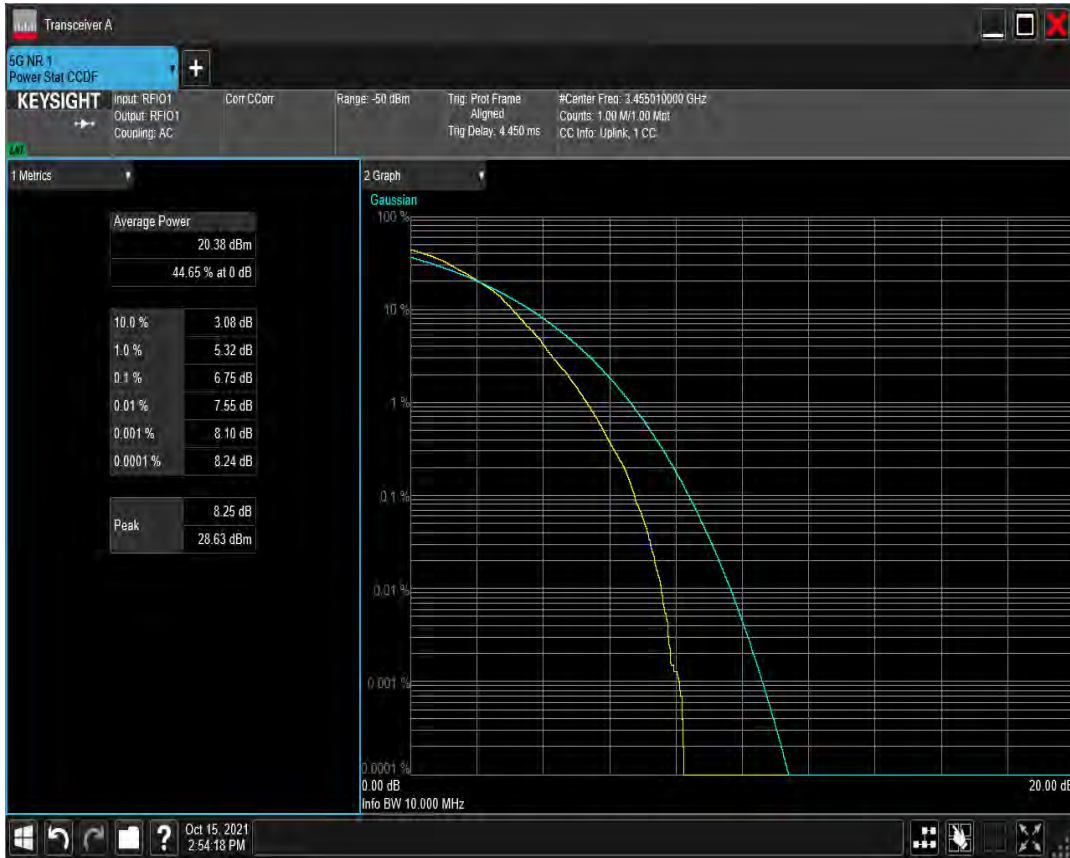 Transceiver A
5G NR 1
Power Stat CCDF
+
KEYSIGHT
Input: RFIO1
Output: RFIO1
Coupling: AC
Corr CCorr
Range: -50 dBm
Trig: Prot Frame
Aligned
Trig Delay: 4.450 ms
#Center Freq: 3.455010000 GHz
Counts: 1.00 M/1.00 Mpt
CC Info: Uplink, 1 CC
1 Metrics
Average Power
20.38 dBm
44.65 % at 0 dB
10.0 % 3.08 dB
1.0 % 5.32 dB
0.1 % 6.75 dB
0.01 % 7.55 dB
0.001 % 8.10 dB
0.0001 % 8.24 dB
Peak
8.25 dB
28.63 dBm
2 Graph
Gaussian
100 %
10 %
1 %
0.1 %
0.01 %
0.001 %
0.0001 %
0.00 dB
20.00 dB
Info BW 10.000 MHz
?
Oct 15, 2021
2:54:18 PM